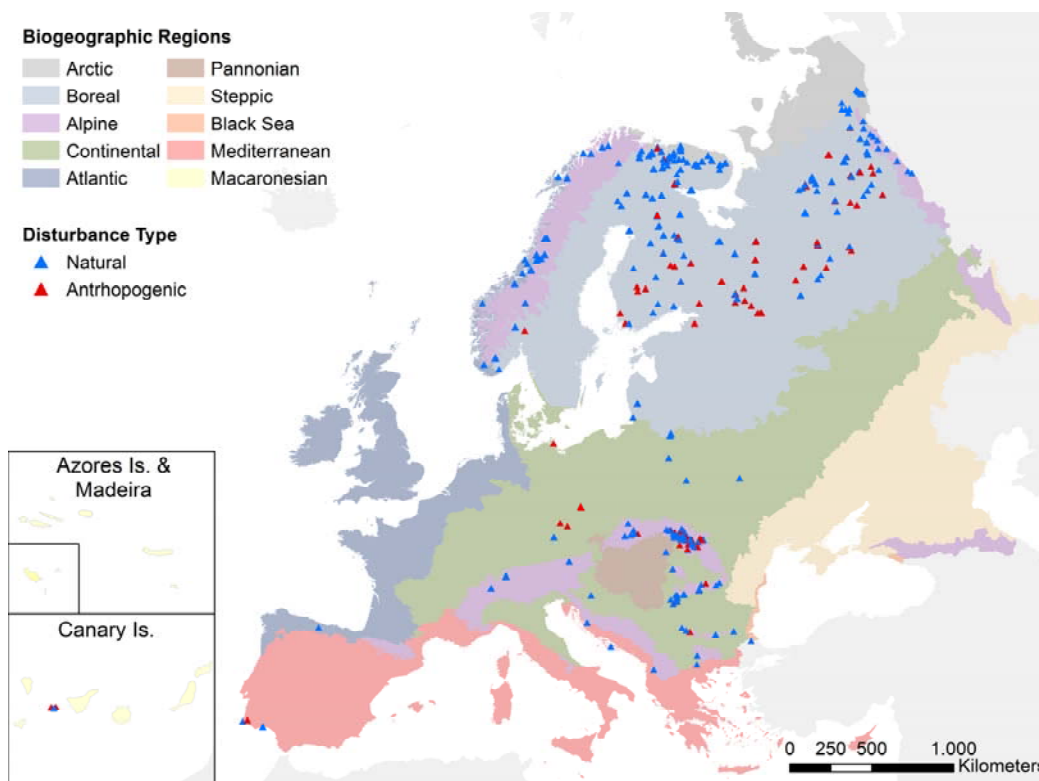 Biogeographic Regions
Arctic
Pannonian
Boreal
Steppic
Alpine
Black Sea
Continental
Mediterranean
Atlantic
Macaronesian
Disturbance Type
Natural
Antrhopogenic
Azores Is. &
Madeira
Canary Is.
0 250 500 1.000
Kilometers